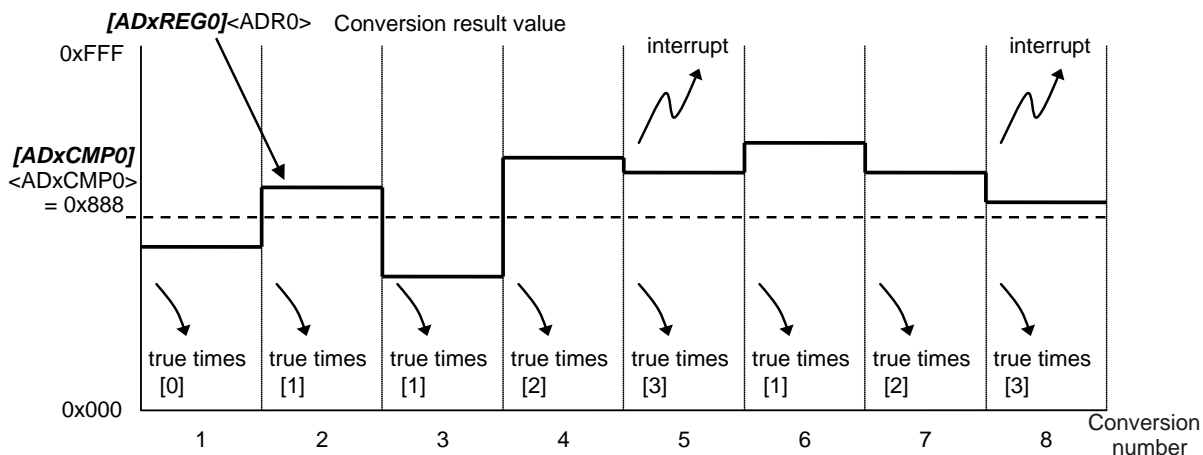 [ADxREG0]<ADR0> Conversion result value
0xFFF
interrupt
interrupt
[ADxCMP0]
<ADxCMP0>
= 0x888
true times
[0]
true times
[1]
true times
[1]
true times
[2]
true times
[3]
true times
[1]
true times
[2]
true times
[3]
0x000
1 2 3 4 5 6 7 8
Conversion
number